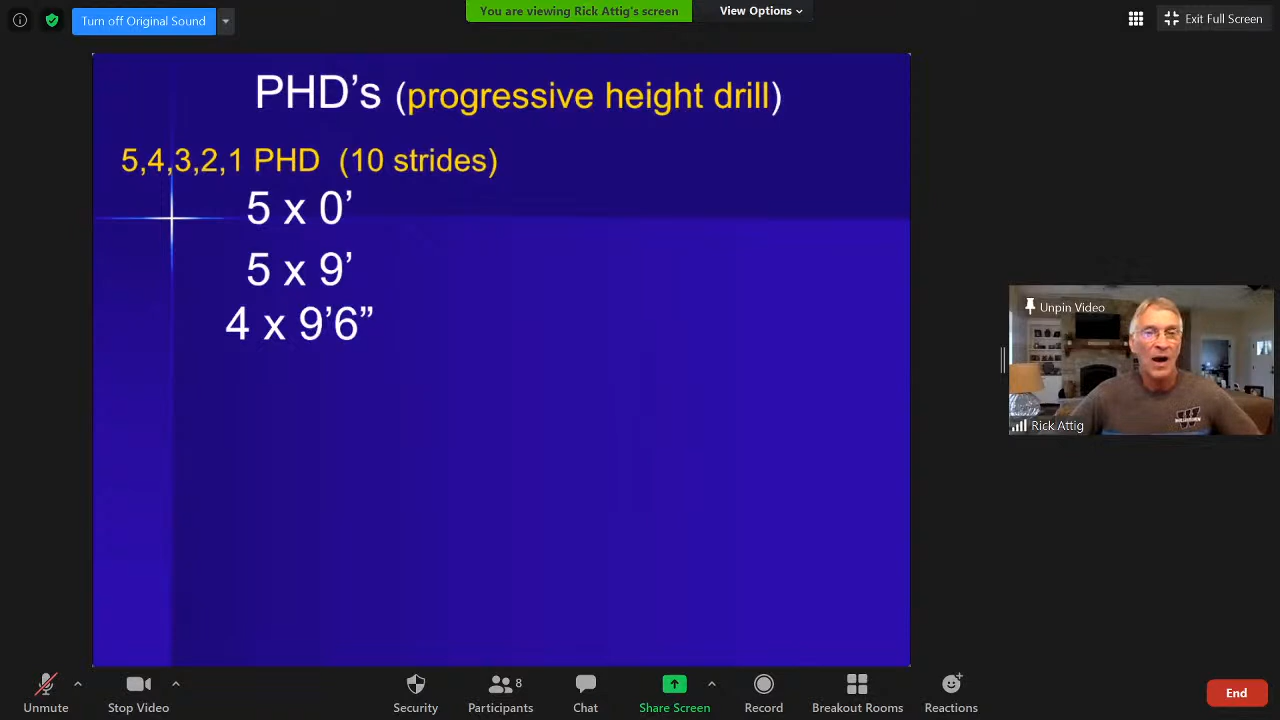 Turn off Original Sound
You are viewing Rick Attig's screen
View Options
Exit Full Screen
PHD’s (progressive height drill)
5,4,3,2,1 PHD (10 strides)
5 x 0’
5 x 9’
4 x 9’6”
Unpin Video
Rick Attig
Unmute
Stop Video
Security
8
Participants
Chat
Share Screen
Record
Breakout Rooms
Reactions
End